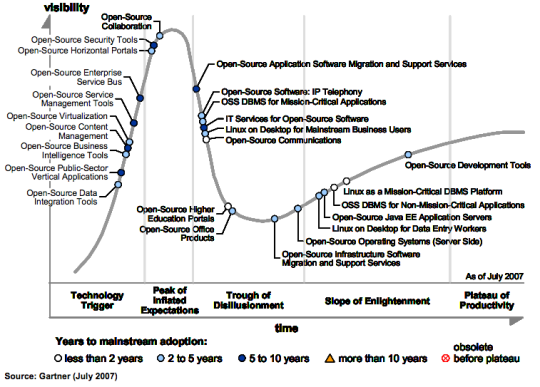 visibility
Open-Source
Collaboration
Open-Source Security Tools
Open-Source Horizontal Portals
Open-Source Enterprise
Service Bus
Open-Source Service
Management Tools
Open-Source Virtualization
Open-Source Content
Management
Open-Source Business
Intelligence Tools
Open-Source Public-Sector
Vertical Applications
Open-Source Data
Integration Tools
Open-Source Application Software Migration and Support Services
Open-Source Software: IP Telephony
OSS DBMS for Mission-Critical Applications
IT Services for Open-Source Software
Linux on Desktop for Mainstream Business Users
Open-Source Communications
Open-Source Higher
Education Portals
Open-Source Office
Products
Open-Source Development Tools
Linux as a Mission-Critical DBMS Platform
OSS DBMS for Non-Mission-Critical Applications
Open-Source Java EE Application Servers
Linux on Desktop for Data Entry Workers
Open-Source Operating Systems (Server Side)
Open-Source Infrastructure Software
Migration and Support Services
As of July 2007
Technology
Trigger
Peak of
Inflated
Expectations
Trough of
Disillusionment
Slope of Enlightenment
Plateau of
Productivity
time
Years to mainstream adoption:
less than 2 years
2 to 5 years
5 to 10 years
more than 10 years
obsolete
before plateau
Source: Gartner (July 2007)